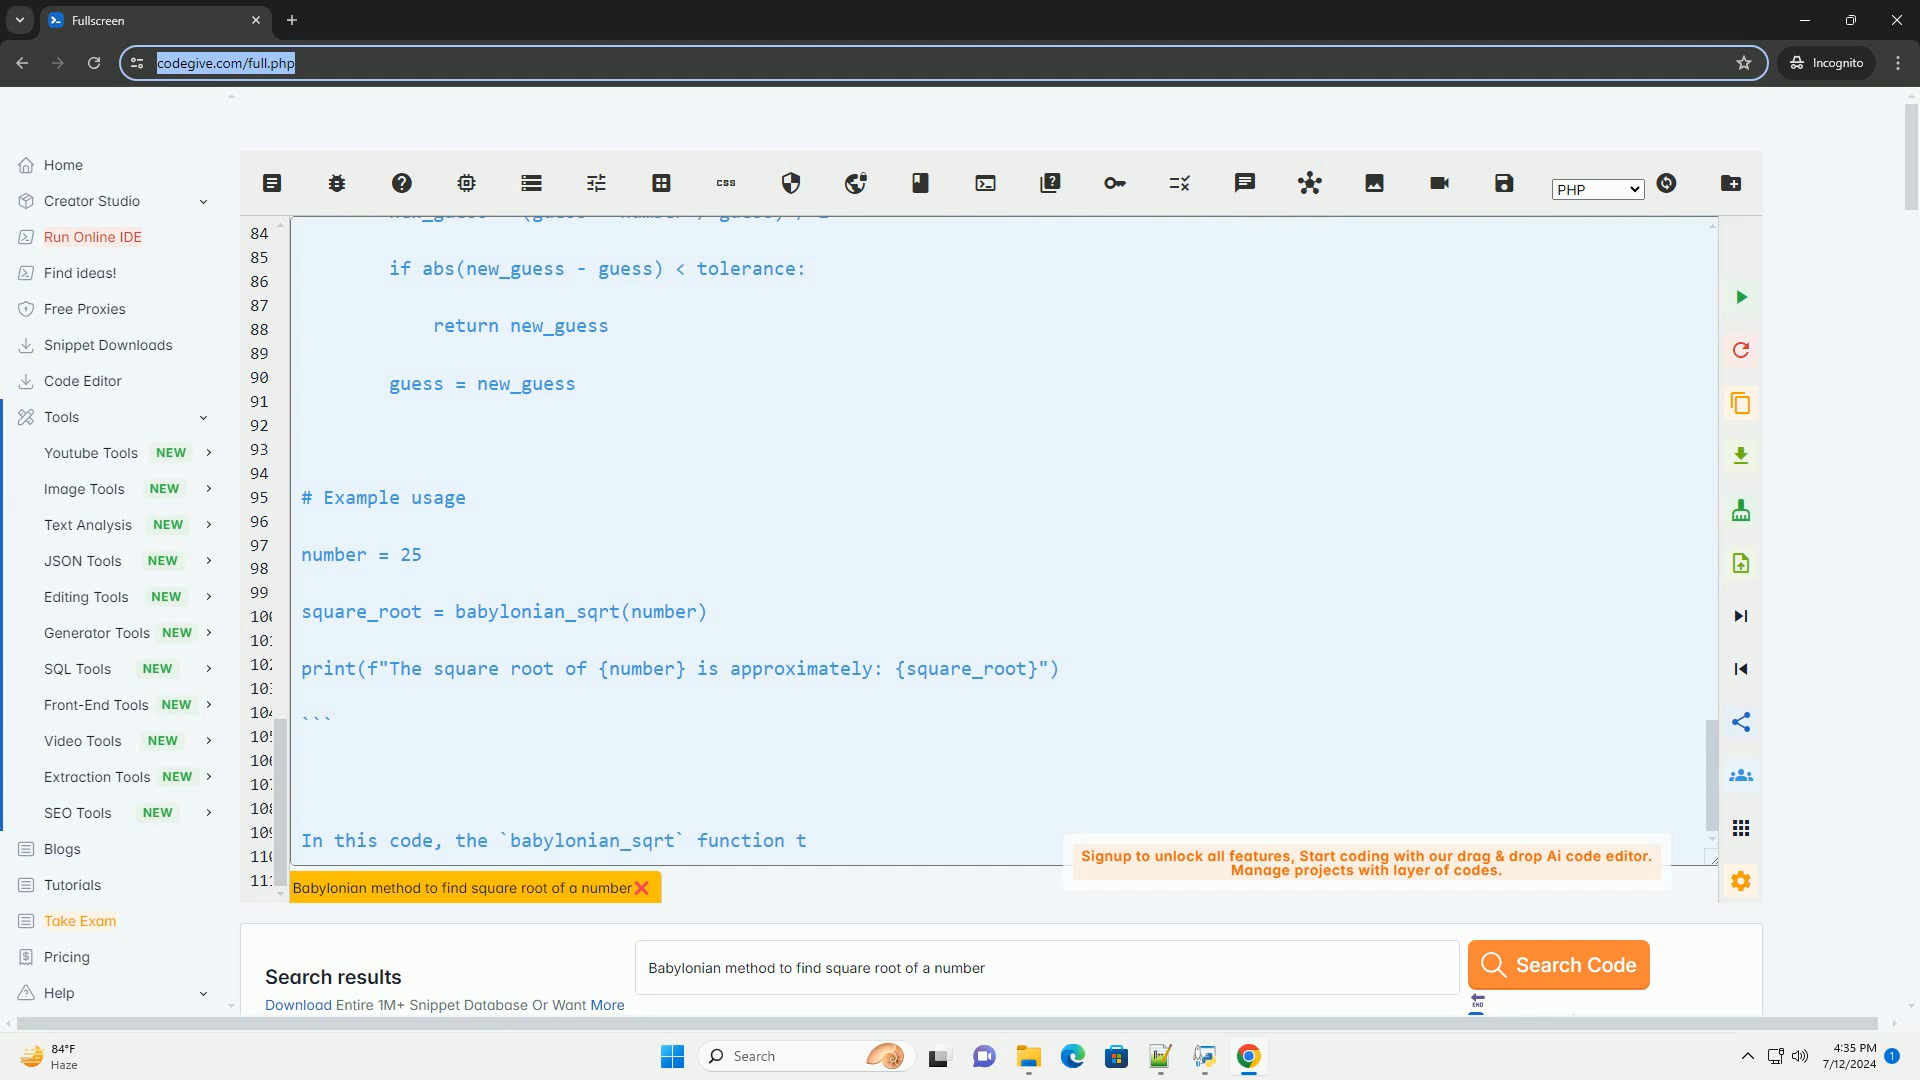 Fullscreen
codegive.com/full.php
Incognito
Home
Creator Studio
Run Online IDE
Find ideas!
Free Proxies
Snippet Downloads
Code Editor
Tools
Youtube Tools NEW
Image Tools NEW
Text Analysis NEW
JSON Tools NEW
Editing Tools NEW
Generator Tools NEW
SQL Tools NEW
Front-End Tools NEW
Video Tools NEW
Extraction Tools NEW
SEO Tools NEW
Blogs
Tutorials
Take Exam
Pricing
Help
css
PHP
84
85
86
87
88
89
90
91
92
93
94
95
96
97
98
99
if abs(new_guess - guess) < tolerance:
return new_guess
guess = new_guess
# Example usage
number = 25
square_root = babylonian_sqrt(number)
print(f"The square root of {number} is approximately: {square_root}")
```
In this code, the `babylonian_sqrt` function t
Signup to unlock all features, Start coding with our drag & drop Ai code editor.
Manage projects with layer of codes.
Babylonian method to find square root of a number
Search results
Download Entire 1M+ Snippet Database Or Want More
Babylonian method to find square root of a number
Search Code
END
84°F
Haze
Search
4:35 PM
7/12/2024
1